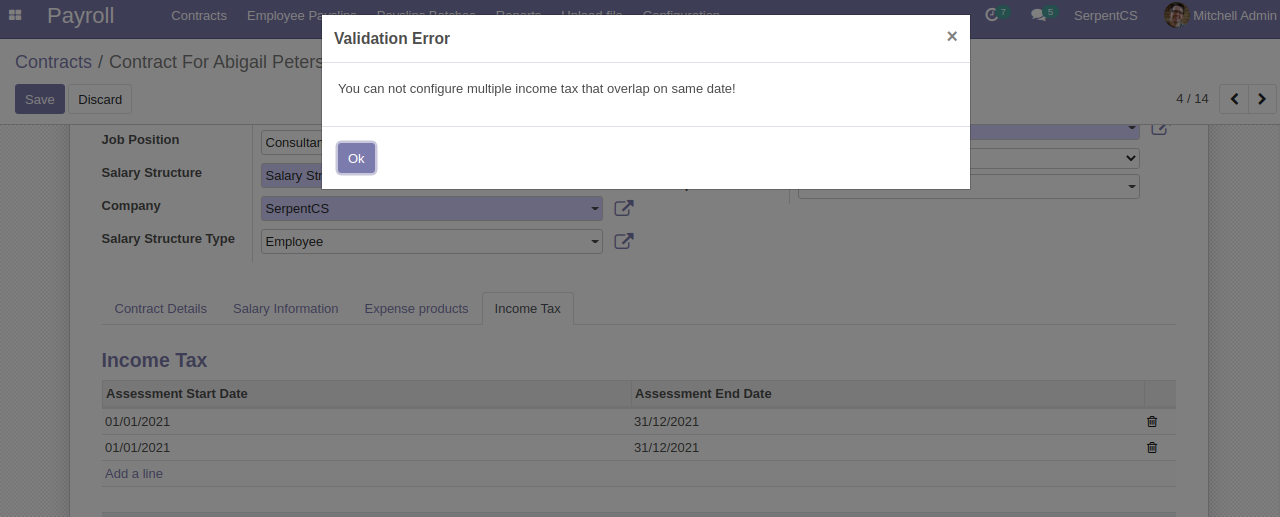 Payroll Contracts Employee Payslips Payslips Batches Reports Upload file Configuration 7 5 SerpentCS Mitchell Admin
Validation Error ×
Contracts / Contract For Abigail Peters
You can not configure multiple income tax that overlap on same date!
Save Discard 4 / 14
Job Position Consultan
Ok
Salary Structure Salary Str
Company SerpentCS
Salary Structure Type Employee
Contract Details Salary Information Expense products Income Tax
Income Tax
Assessment Start Date Assessment End Date
01/01/2021 31/12/2021
01/01/2021 31/12/2021
Add a line